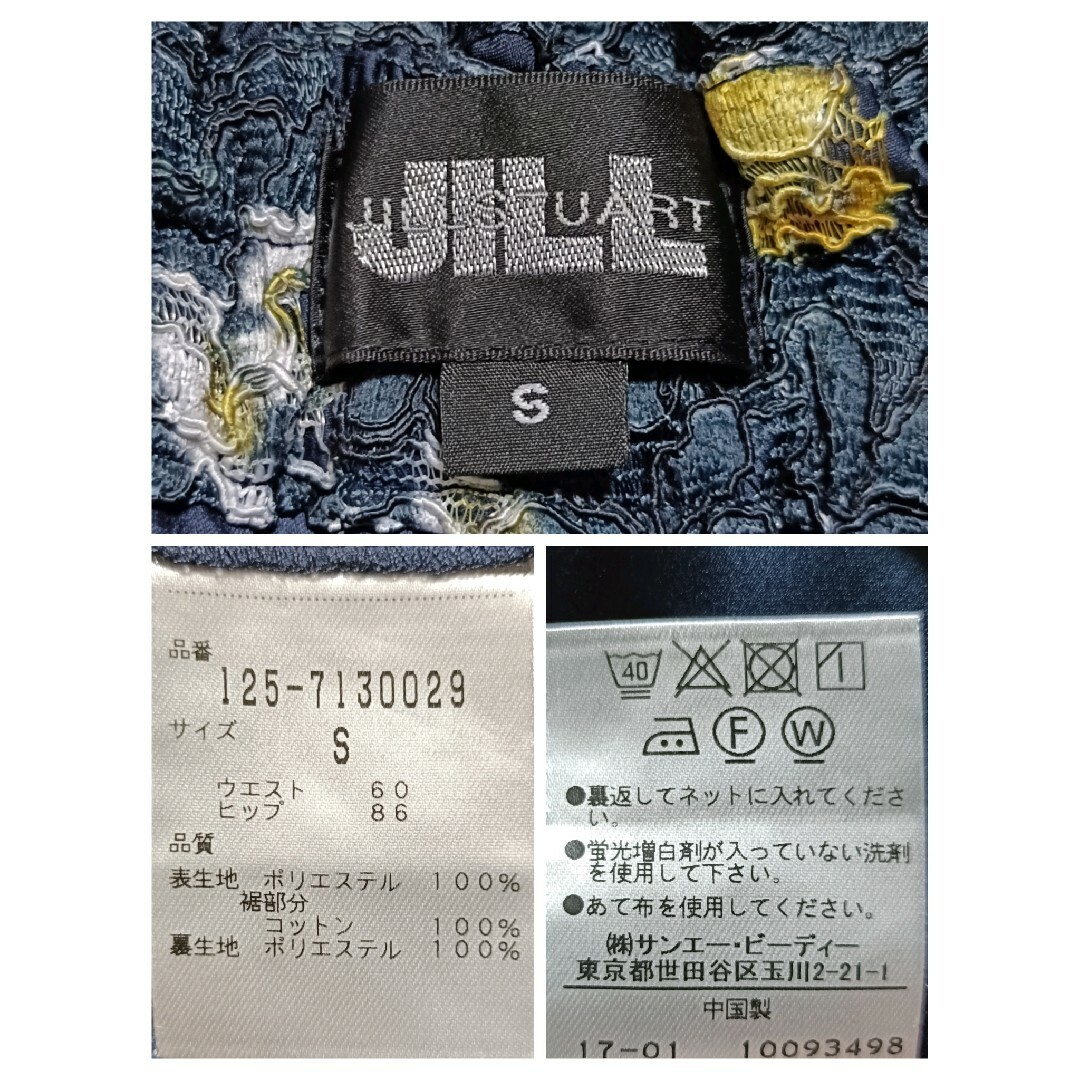 JILL
JILLSTUART
S
品番
125-7130029
サイズ
S
ウエスト 60
ヒップ 86
品質
表生地 ポリエステル 100%
裾部分
コットン 100%
裏生地 ポリエステル 100%
40
F W
●裏返してネットに入れてくださ
い。
●蛍光増白剤が入っていない洗剤
を使用して下さい。
●あて布を使用してください。
㈱サンエー・ビーディー
東京都世田谷区玉川2-21-1
中国製
17-01 10093498